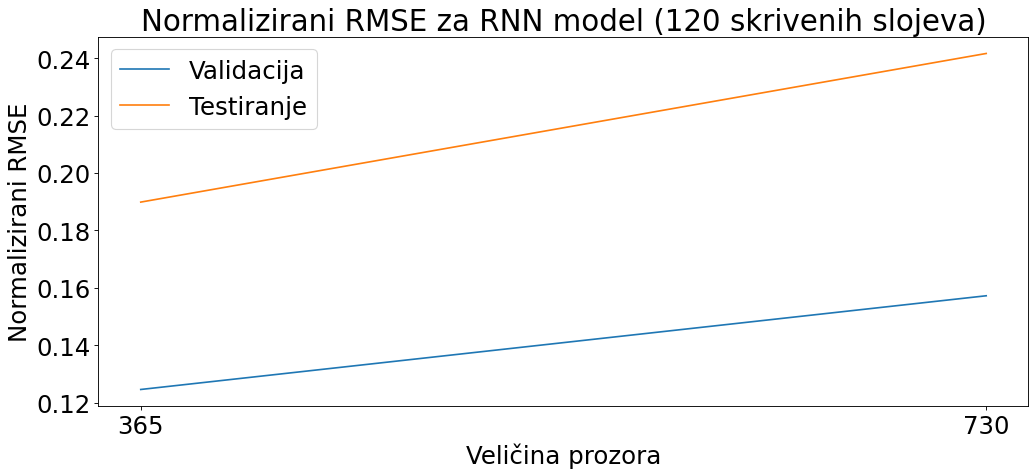 Normalizirani RMSE za RNN model (120 skrivenih slojeva)
Validacija
Testiranje
Normalizirani RMSE
0.24
0.22
0.20
0.18
0.16
0.14
0.12
365
730
Veličina prozora